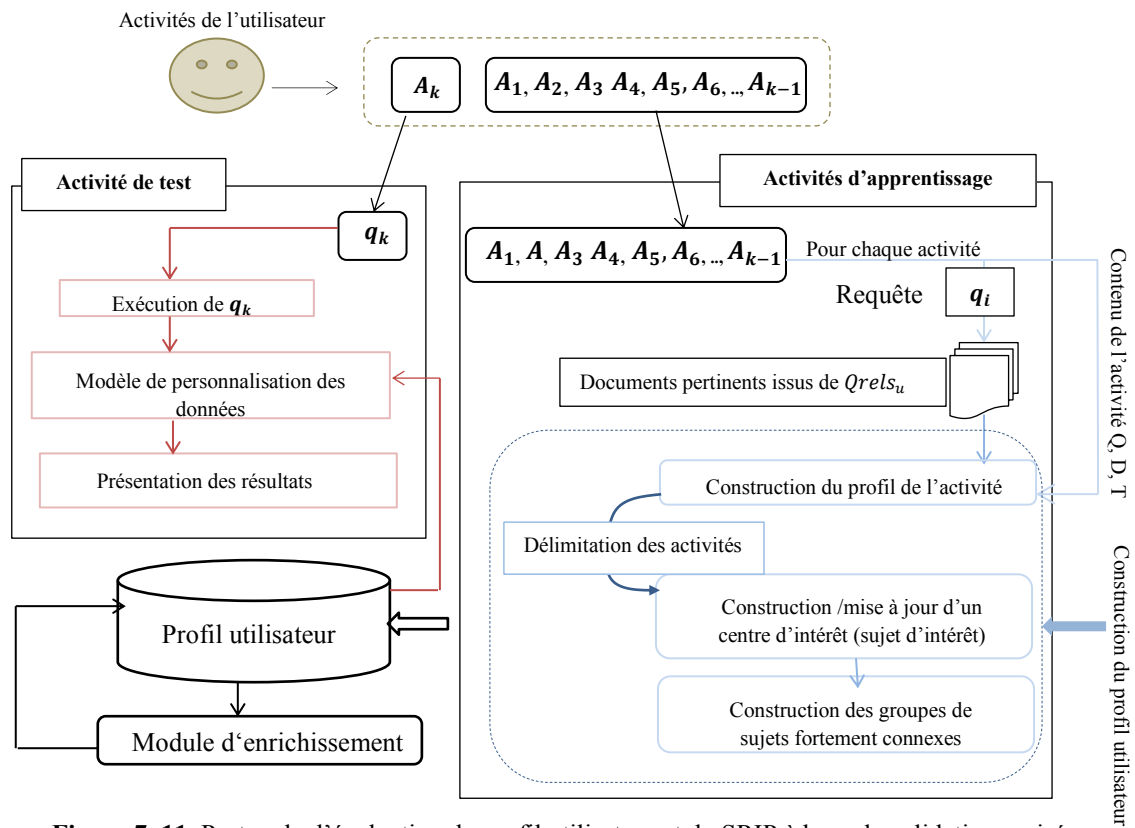 Activités de l’utilisateur
A_k
A_1, A_2, A_3 A_4, A_5, A_6, .., A_{k−1}
Activité de test
Activités d’apprentissage
q_k
A_1, A, A_3 A_4, A_5, A_6, .., A_{k−1}
Pour chaque activité
Requête
q_i
Exécution de q_k
Modèle de personnalisation des
données
Documents pertinents issus de Qrels_u
Contenu de l’activité Q, D, T
Présentation des résultats
Construction du profil de l’activité
Délimitation des activités
Construction /mise à jour d’un
centre d’intérêt (sujet d’intérêt)
Construction du profil utilisateur
Profil utilisateur
Construction des groupes de
sujets fortement connexes
Module d‘enrichissement